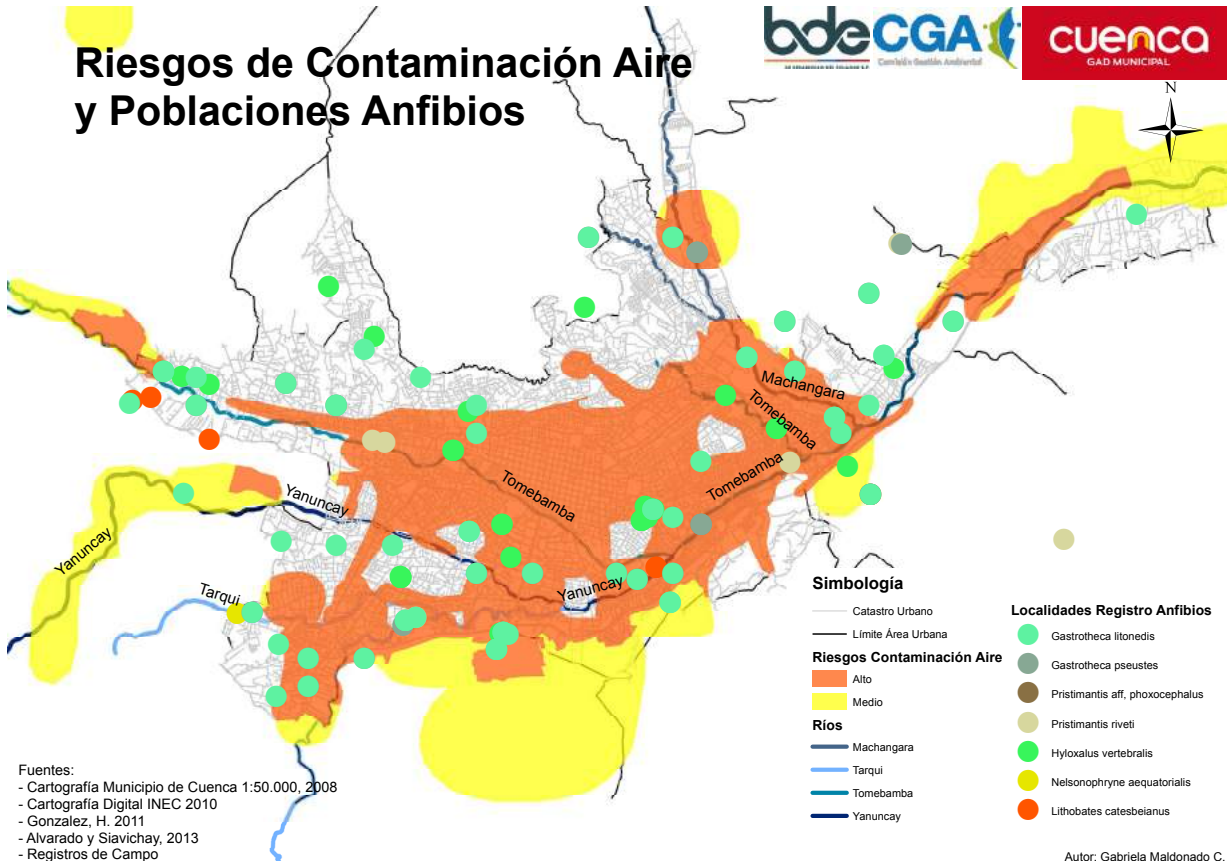 Riesgos de Contaminación Aire
y Poblaciones Anfibios
bdeCGA
Comisión Gestión Ambiental
cuenca
GAD MUNICIPAL
N
Machangara
Tomebamba
Tomebamba
Tomebamba
Yanuncay
Yanuncay
Yanuncay
Tarqui
Simbología
Catastro Urbano
Límite Área Urbana
Riesgos Contaminación Aire
Alto
Medio
Ríos
Machangara
Tarqui
Tomebamba
Yanuncay
Localidades Registro Anfibios
Gastrotheca litonedis
Gastrotheca pseustes
Pristimantis aff, phoxocephalus
Pristimantis riveti
Hyloxalus vertebralis
Nelsonophryne aequatorialis
Lithobates catesbeianus
Fuentes:
- Cartografía Municipio de Cuenca 1:50.000, 2008
- Cartografía Digital INEC 2010
- Gonzalez, H. 2011
- Alvarado y Siavichay, 2013
- Registros de Campo
Autor: Gabriela Maldonado C.